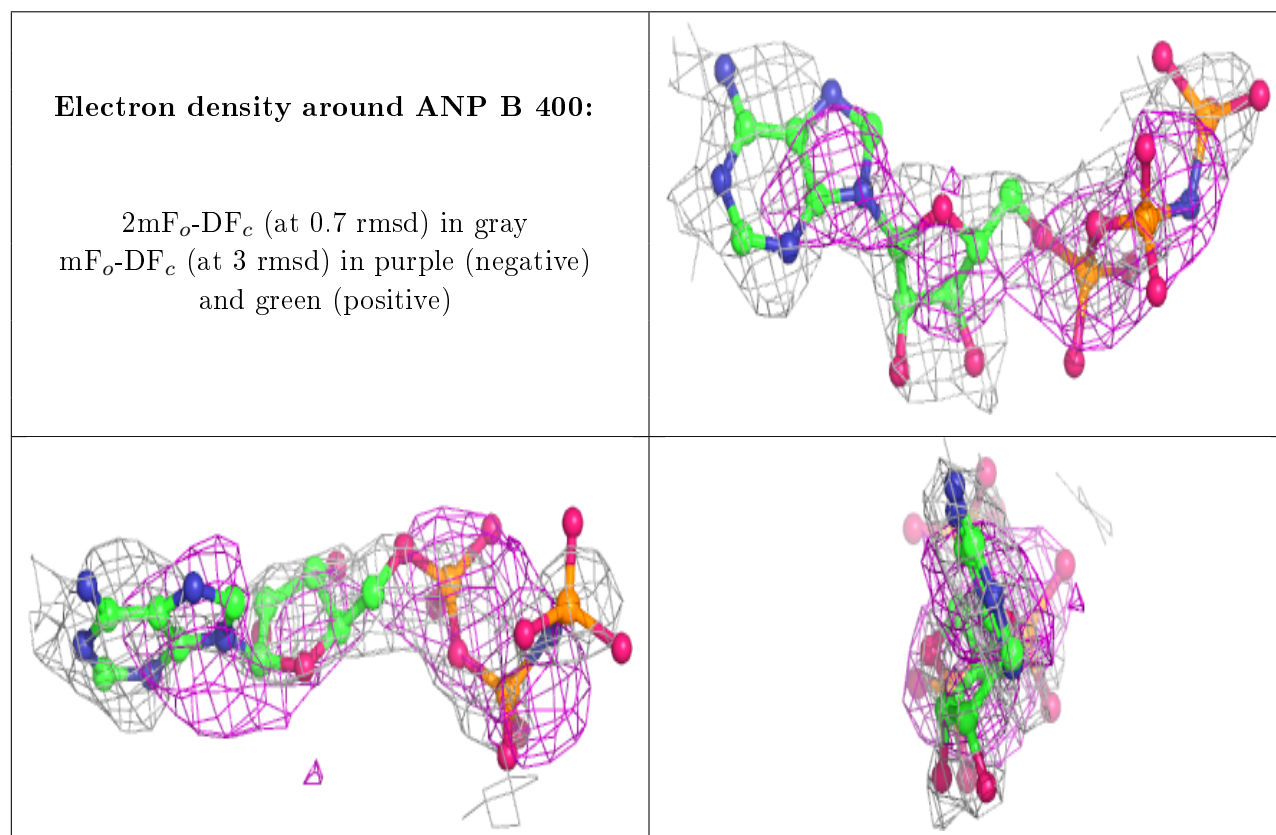 Electron density around ANP B 400:
2mFo-DFc (at 0.7 rmsd) in gray
mFo-DFc (at 3 rmsd) in purple (negative)
and green (positive)